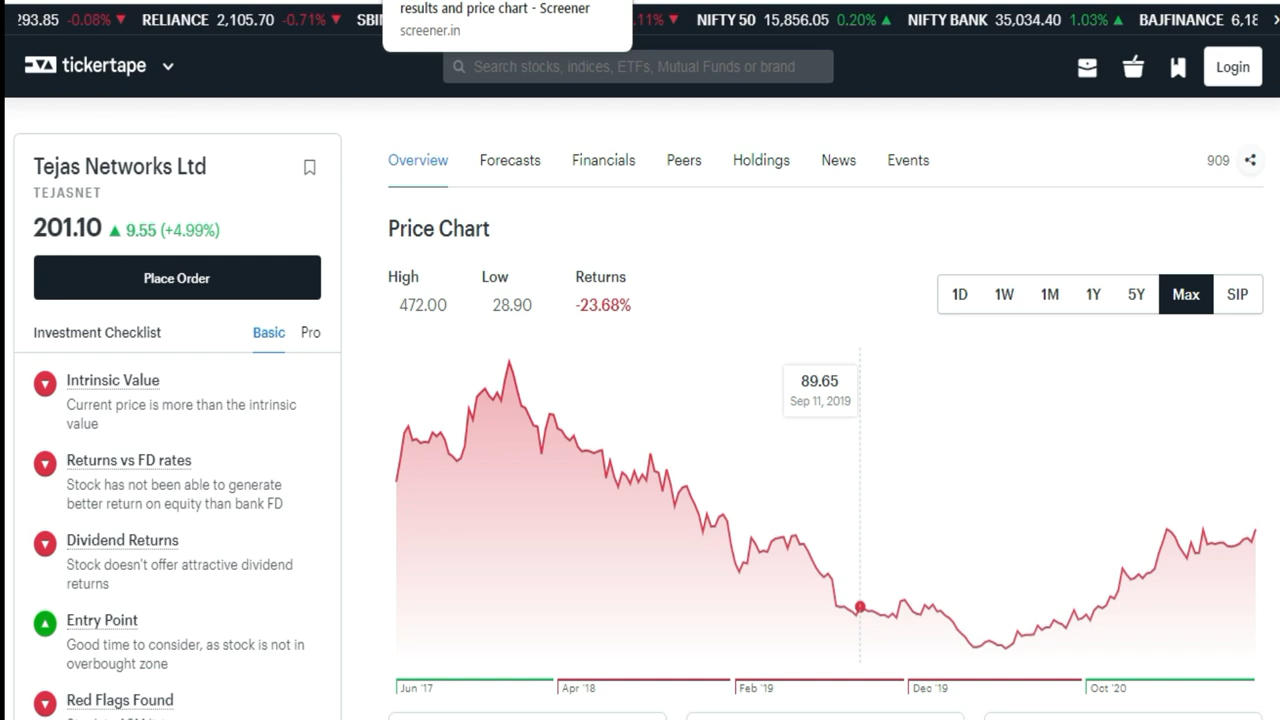 293.85 -0.08% ▼ RELIANCE 2,105.70 -0.71% ▼ SBI .11% ▼ NIFTY 50 15,856.05 0.20% ▲ NIFTY BANK 35,034.40 1.03% ▲ BAJFINANCE 6,18
results and price chart - Screener
screener.in
tickertape
Search stocks, indices, ETFs, Mutual Funds or brand
Login
Tejas Networks Ltd
TEJASNET
201.10 ▲ 9.55 (+4.99%)
Place Order
Investment Checklist Basic Pro
Intrinsic Value
Current price is more than the intrinsic
value
Returns vs FD rates
Stock has not been able to generate
better return on equity than bank FD
Dividend Returns
Stock doesn't offer attractive dividend
returns
Entry Point
Good time to consider, as stock is not in
overbought zone
Red Flags Found
Overview Forecasts Financials Peers Holdings News Events 909
Price Chart
High Low Returns
472.00 28.90 -23.68%
1D 1W 1M 1Y 5Y Max SIP
89.65
Sep 11, 2019
Jun '17 Apr '18 Feb '19 Dec '19 Oct '20